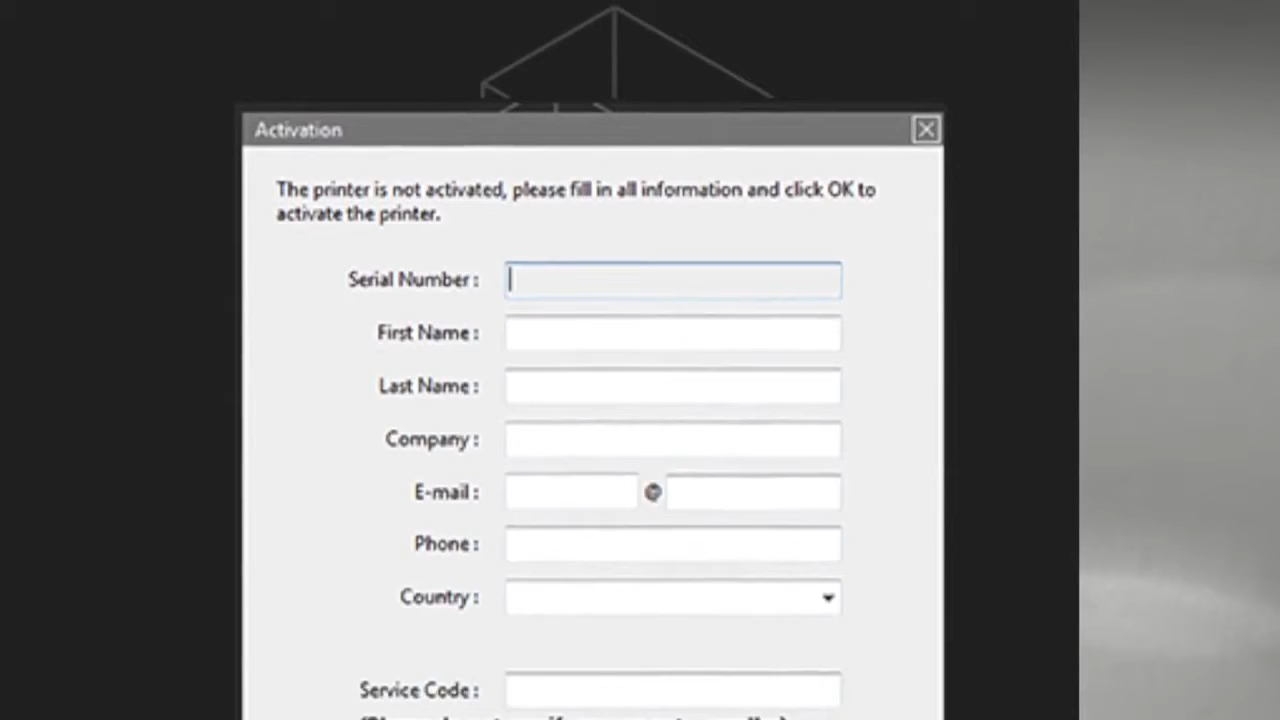 Activation
The printer is not activated, please fill in all information and click OK to
activate the printer.
Serial Number :
First Name :
Last Name :
Company :
E-mail : @
Phone :
Country :
Service Code :